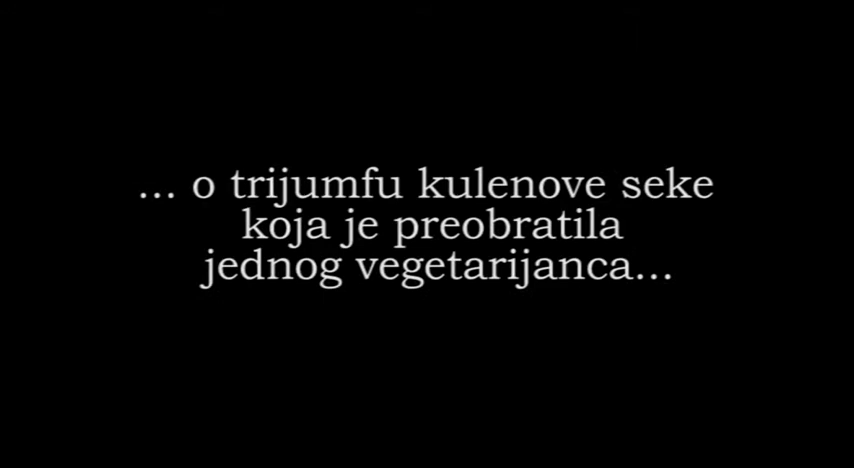 ... o trijumfu kulenove seke
koja je preobratila
jednog vegetarijanca...